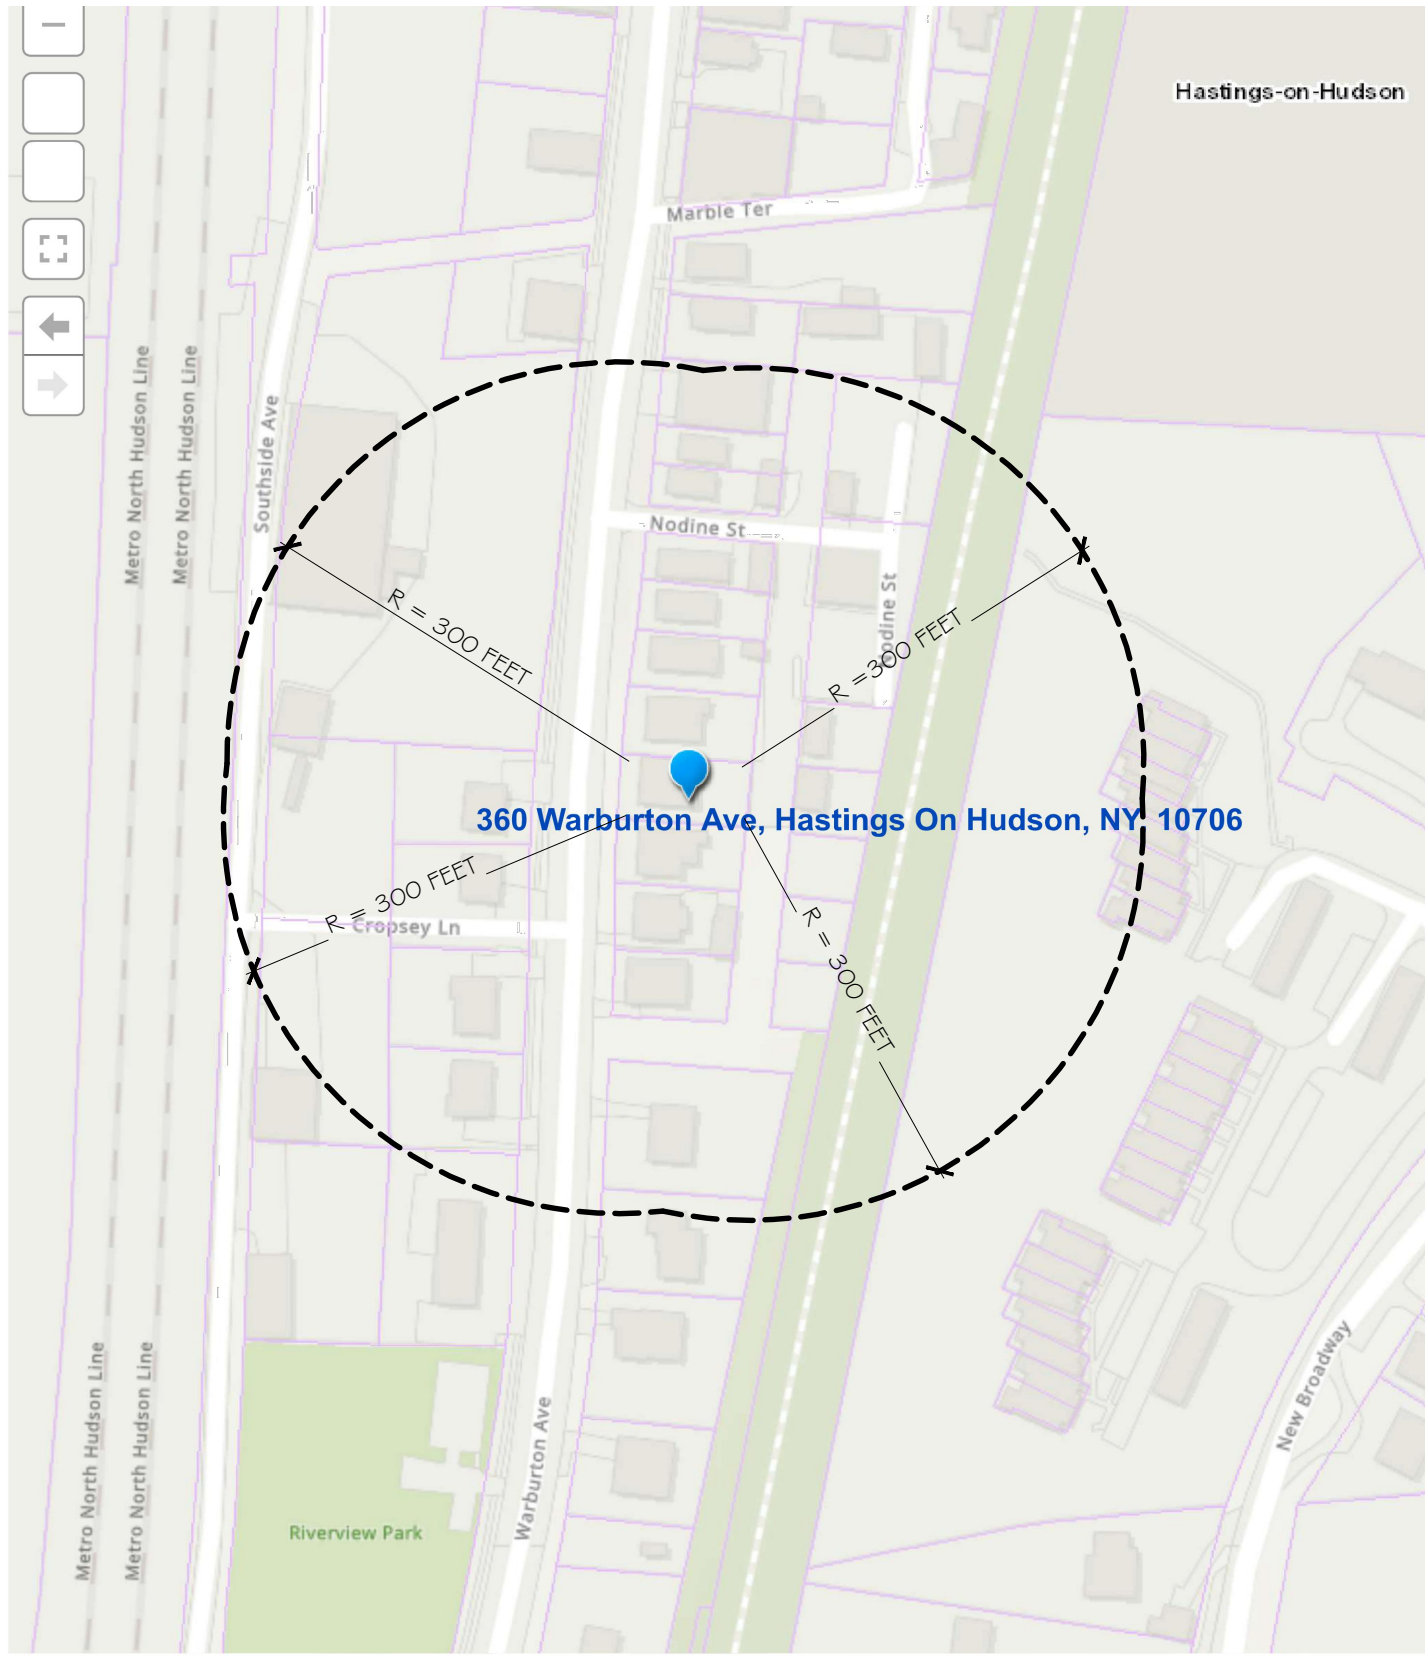 Hastings-on-Hudson
Marble Ter
Metro North Hudson Line
Metro North Hudson Line
Southside Ave
Nodine St
Nodine St
R = 300 FEET
R = 300 FEET
360 Warburton Ave, Hastings On Hudson, NY 10706
R = 300 FEET
Cropsey Ln
R = 300 FEET
Metro North Hudson Line
Metro North Hudson Line
Warburton Ave
New Broadway
Riverview Park